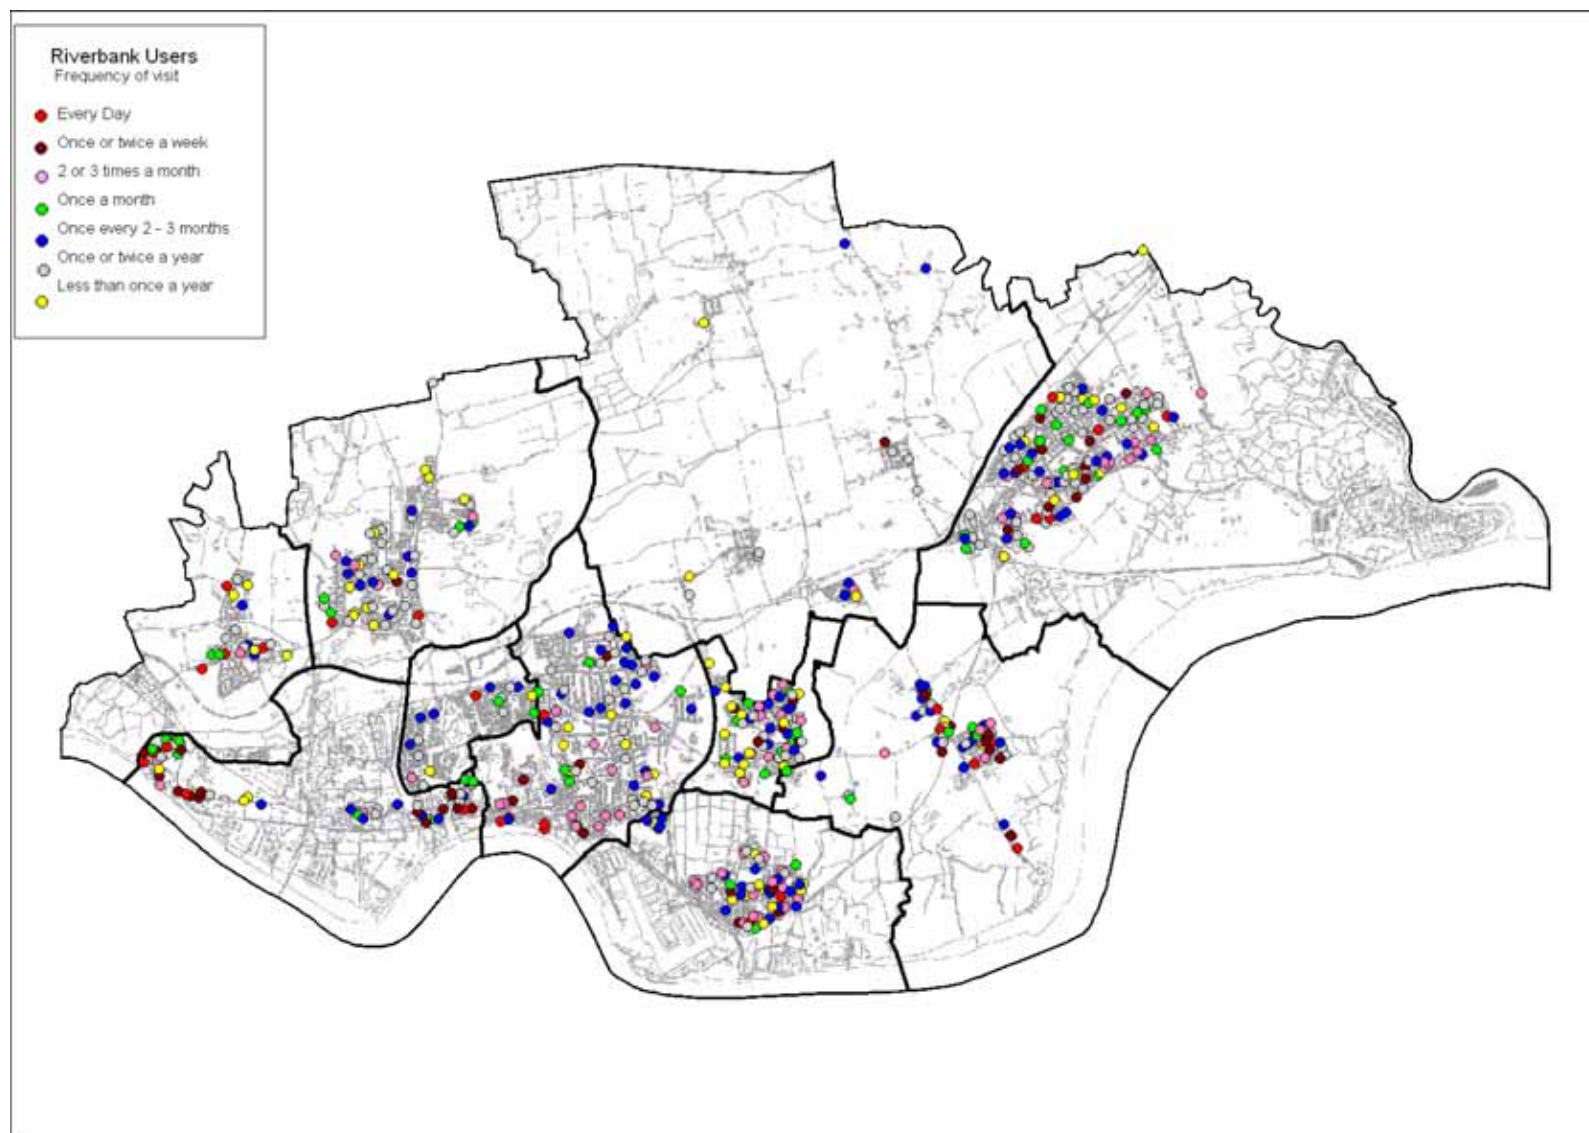 Riverbank Users
Frequency of visit
Every Day
Once or twice a week
2 or 3 times a month
Once a month
Once every 2 - 3 months
Once or twice a year
Less than once a year